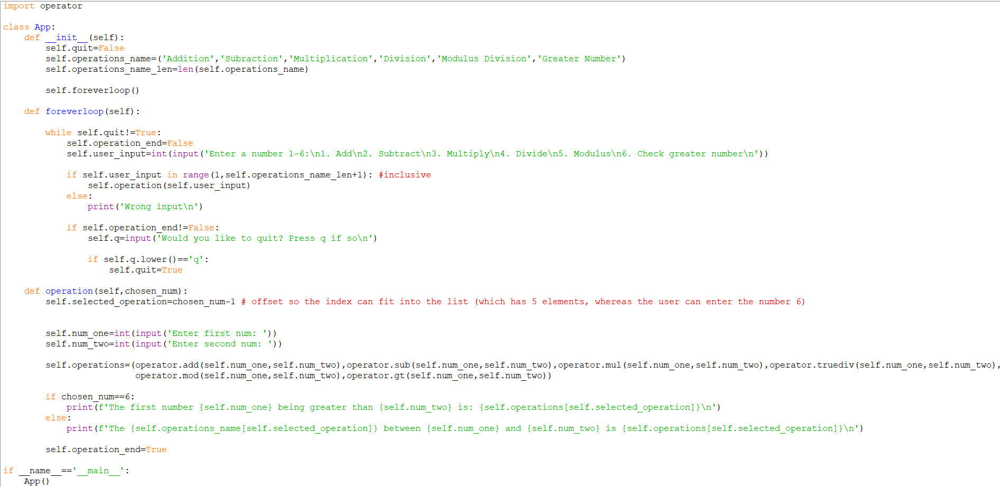 import operator

class App:
    def __init__(self):
        self.quit=False
        self.operations_name=('Addition','Subraction','Multiplication','Division','Modulus Division','Greater Number')
        self.operations_name_len=len(self.operations_name)

        self.foreverloop()

    def foreverloop(self):

        while self.quit!=True:
            self.operation_end=False
            self.user_input=int(input('Enter a number 1-6:\n1. Add\n2. Subtract\n3. Multiply\n4. Divide\n5. Modulus\n6. Check greater number\n'))

            if self.user_input in range(1,self.operations_name_len+1): #inclusive
                self.operation(self.user_input)
            else:
                print('Wrong input\n')

            if self.operation_end!=False:
                self.q=input('Would you like to quit? Press q if so\n')

                if self.q.lower()=='q':
                    self.quit=True

    def operation(self,chosen_num):
        self.selected_operation=chosen_num-1 # offset so the index can fit into the list (which has 5 elements, whereas the user can enter the number 6)


        self.num_one=int(input('Enter first num: '))
        self.num_two=int(input('Enter second num: '))

        self.operations=(operator.add(self.num_one,self.num_two),operator.sub(self.num_one,self.num_two),operator.mul(self.num_one,self.num_two),operator.truediv(self.num_one,self.num_two),
                         operator.mod(self.num_one,self.num_two),operator.gt(self.num_one,self.num_two))

        if chosen_num==6:
            print(f'The first number {self.num_one} being greater than {self.num_two} is: {self.operations[self.selected_operation]}\n')
        else:
            print(f'The {self.operations_name[self.selected_operation]} between {self.num_one} and {self.num_two} is {self.operations[self.selected_operation]}\n')

        self.operation_end=True

if __name__=='__main__':
    App()